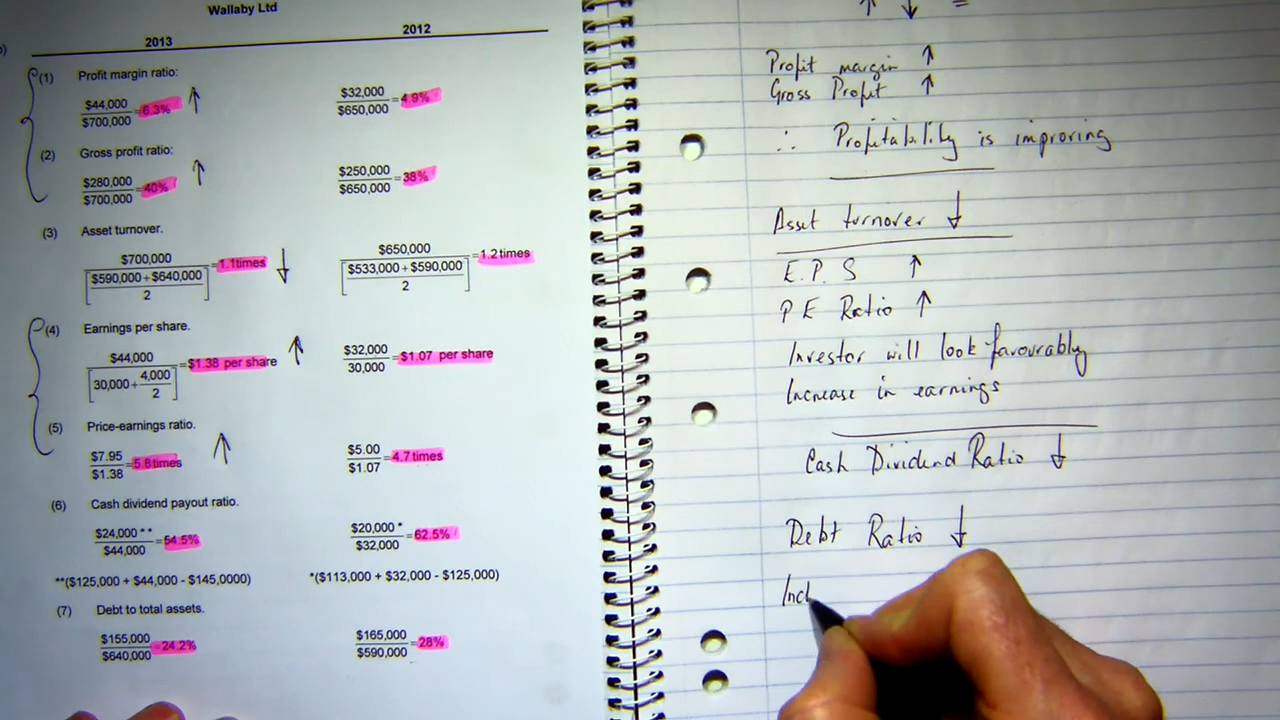 Wallaby Ltd
2013 2012
(1) Profit margin ratio:
$44,000 / $700,000 = 6.3% ↑ $32,000 / $650,000 = 4.9%
(2) Gross profit ratio:
$280,000 / $700,000 = 40% ↑ $250,000 / $650,000 = 38%
(3) Asset turnover.
$700,000 / [($590,000 + $640,000) / 2] = 1.1times ↓ $650,000 / [($533,000 + $590,000) / 2] = 1.2 times
(4) Earnings per share.
$44,000 / [30,000 + 4,000 / 2] = $1.38 per share ↑ $32,000 / 30,000 = $1.07 per share
(5) Price-earnings ratio.
$7.95 / $1.38 = 5.8 times ↑ $5.00 / $1.07 = 4.7 times
(6) Cash dividend payout ratio.
$24,000 ** / $44,000 = 54.5% $20,000 * / $32,000 = 62.5%
**($125,000 + $44,000 - $145,0000) *($113,000 + $32,000 - $125,000)
(7) Debt to total assets.
$155,000 / $640,000 = 24.2% $165,000 / $590,000 = 28%
↑ ↓ =
Profit margin ↑
Gross Profit ↑
∴ Profitability is improving
Asset turnover ↓
E.P.S ↑
PE Ratio ↑
Investor will look favourably
Increase in earnings
Cash Dividend Ratio ↓
Debt Ratio ↓